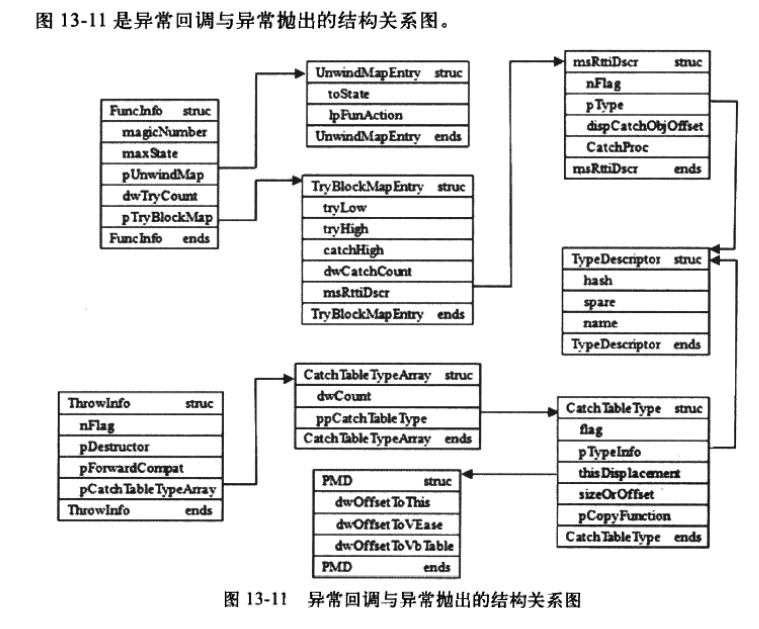 图 13-11 是异常回调与异常抛出的结构关系图。
FuncInfo struc
magicNumber
maxState
pUnwindMap
dwTryCount
pTryBlockMap
FuncInfo ends
UnwindMapEntry struc
toState
lpFunAction
UnwindMapEntry ends
TryBlockMapEntry struc
tryLow
tryHigh
catchHigh
dwCatchCount
msRttiDscr
TryBlockMapEntry ends
msRttiDscr struc
nFlag
pType
dispCatchObjOffset
CatchProc
msRttiDscr ends
TypeDescriptor struc
hash
spare
name
TypeDescriptor ends
ThrowInfo struc
nFlag
pDestructor
pForwardCompat
pCatchTableTypeArray
ThrowInfo ends
CatchTableTypeArray struc
dwCount
ppCatchTableType
CatchTableTypeArray ends
CatchTableType struc
flag
pTypeInfo
thisDisplacement
sizeOrOffset
pCopyFunction
CatchTableType ends
PMD struc
dwOffsetToThis
dwOffsetToVBase
dwOffsetToVbTable
PMD ends
图 13-11 异常回调与异常抛出的结构关系图